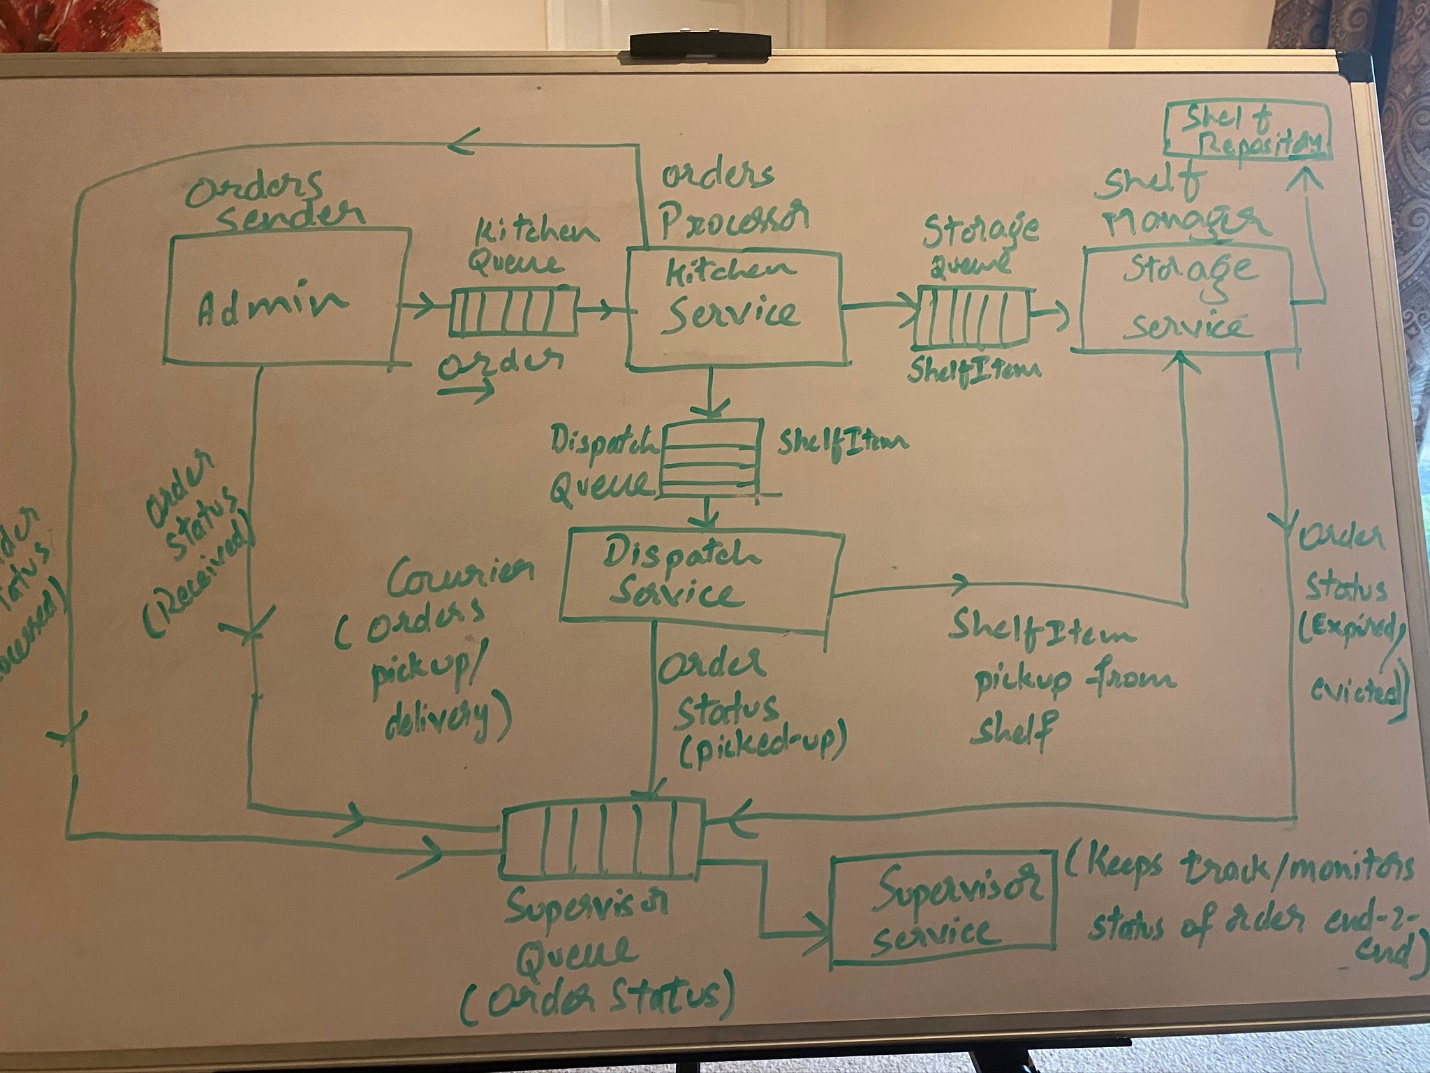 Shelf
Repository
Orders
Sender
Admin
Kitchen
Queue
Order
Orders
Processor
Kitchen
Service
Storage
Queue
ShelfItem
Shelf
Manager
Storage
Service
Dispatch
Queue
ShelfItem
Dispatch
Service
Courier
(Orders
pickup/
delivery)
Order
Status
(Received)
Order
Status
(picked-up)
ShelfItem
pickup from
shelf
Order
Status
(Expired/
evicted)
Supervisor
Queue
(Order Status)
Supervisor
Service
(Keeps track/monitors
status of order end-2-
end)